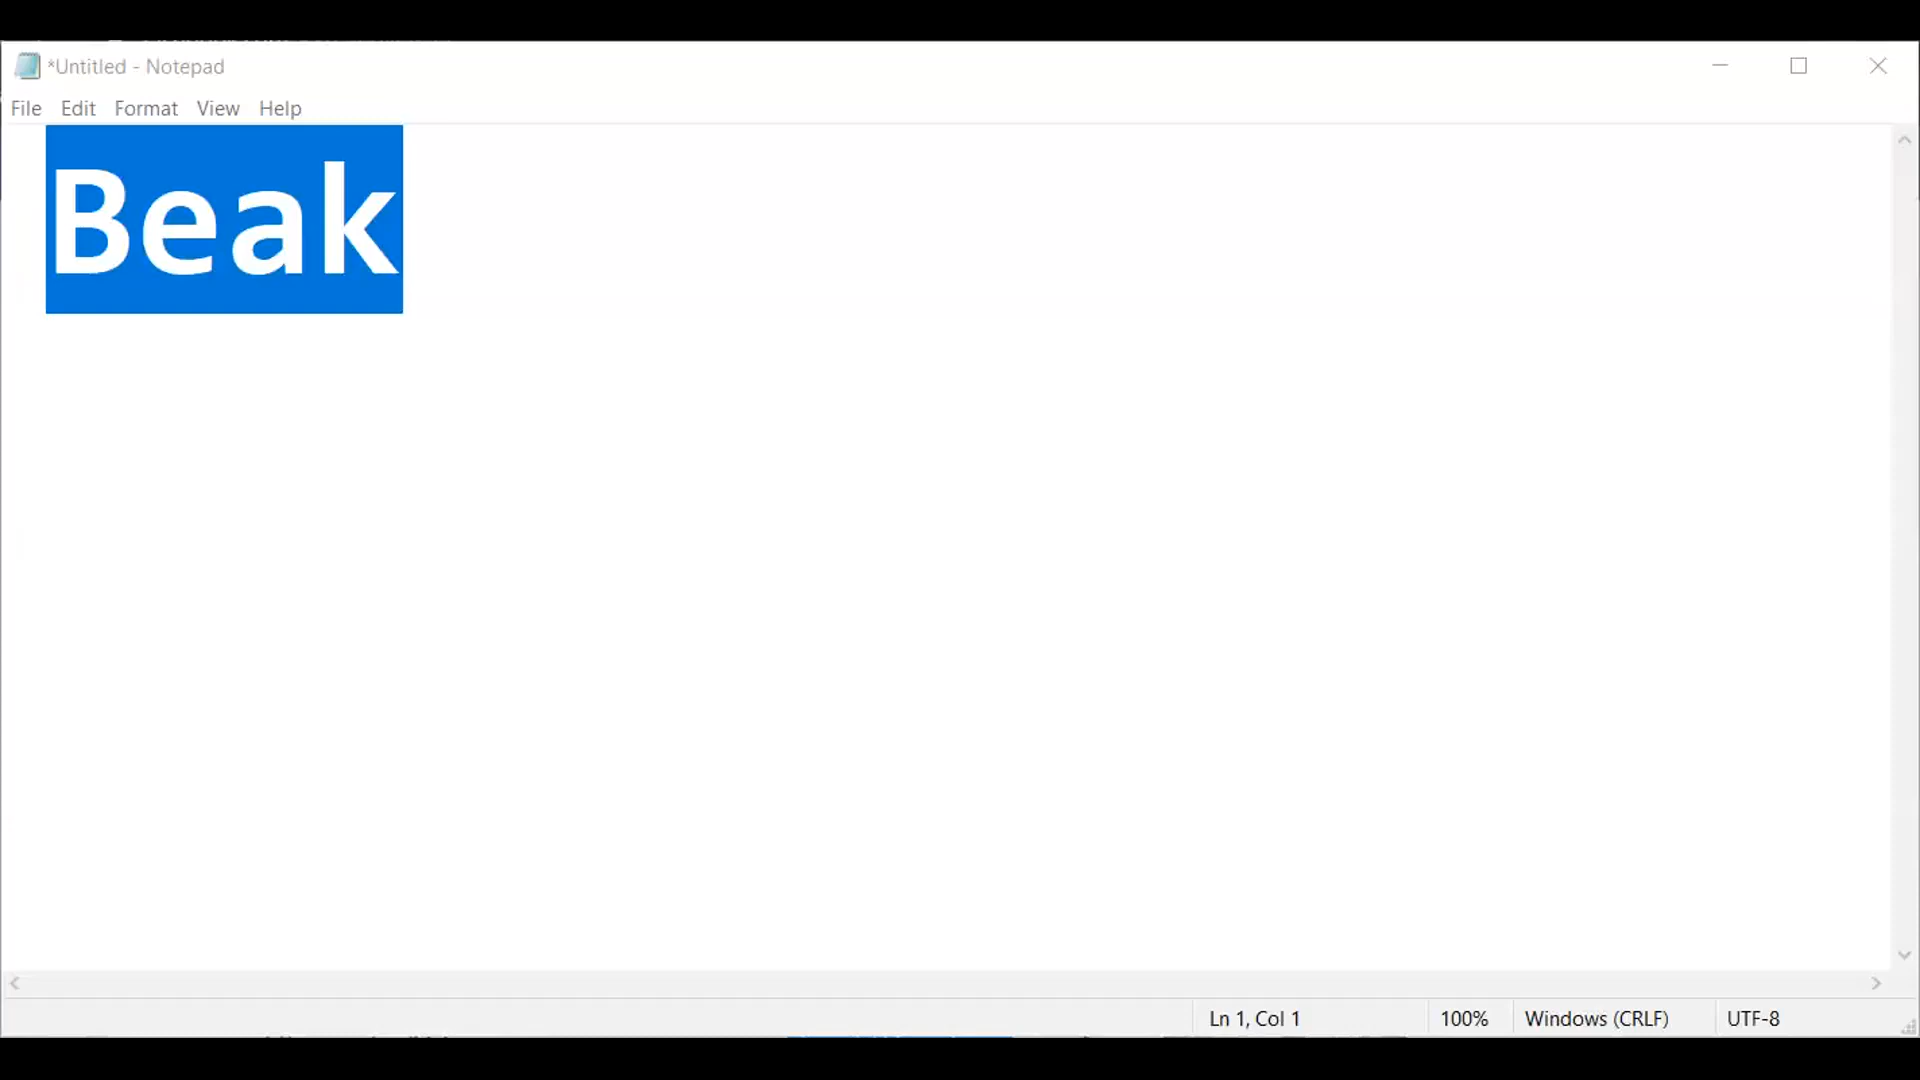 *Untitled - Notepad
File Edit Format View Help
Beak
Ln 1, Col 1 100% Windows (CRLF) UTF-8